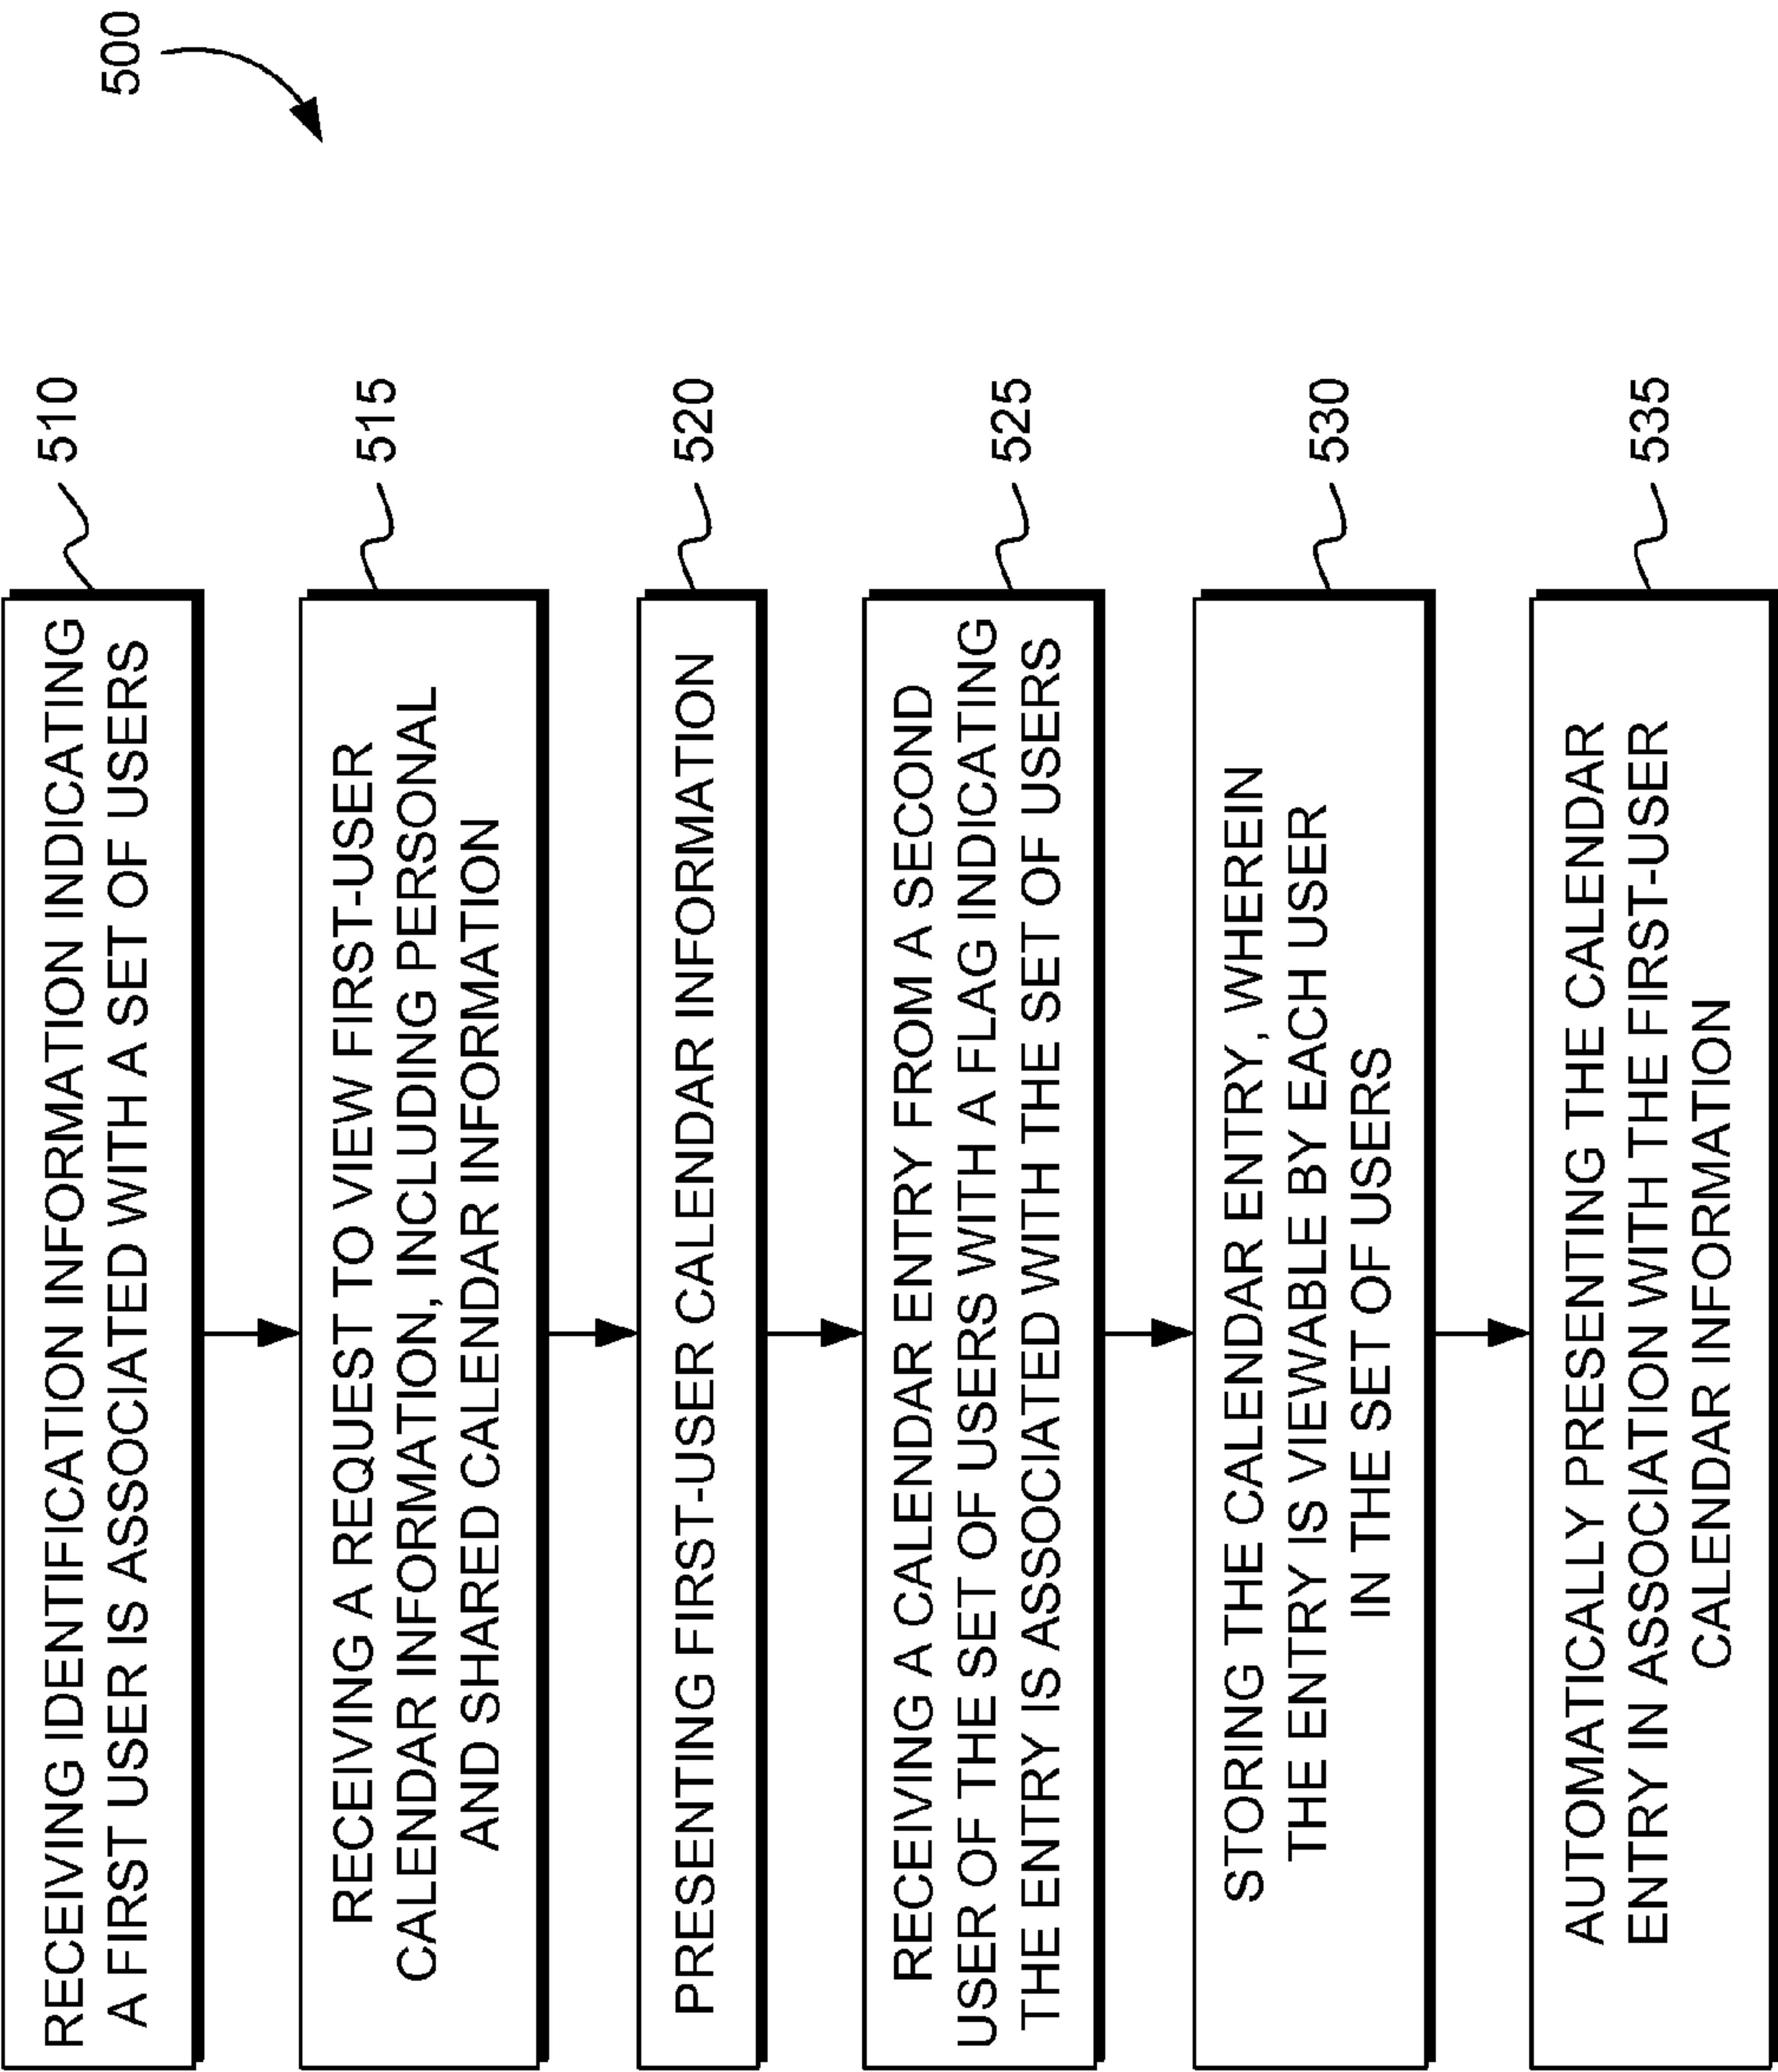 500
RECEIVING IDENTIFICATION INFORMATION INDICATING
A FIRST USER IS ASSOCIATED WITH A SET OF USERS
510
RECEIVING A REQUEST TO VIEW FIRST-USER
CALENDAR INFORMATION, INCLUDING PERSONAL
AND SHARED CALENDAR INFORMATION
515
PRESENTING FIRST-USER CALENDAR INFORMATION
520
RECEIVING A CALENDAR ENTRY FROM A SECOND
USER OF THE SET OF USERS WITH A FLAG INDICATING
THE ENTRY IS ASSOCIATED WITH THE SET OF USERS
525
STORING THE CALENDAR ENTRY, WHEREIN
THE ENTRY IS VIEWABLE BY EACH USER
IN THE SET OF USERS
530
AUTOMATICALLY PRESENTING THE CALENDAR
ENTRY IN ASSOCIATION WITH THE FIRST-USER
CALENDAR INFORMATION
535